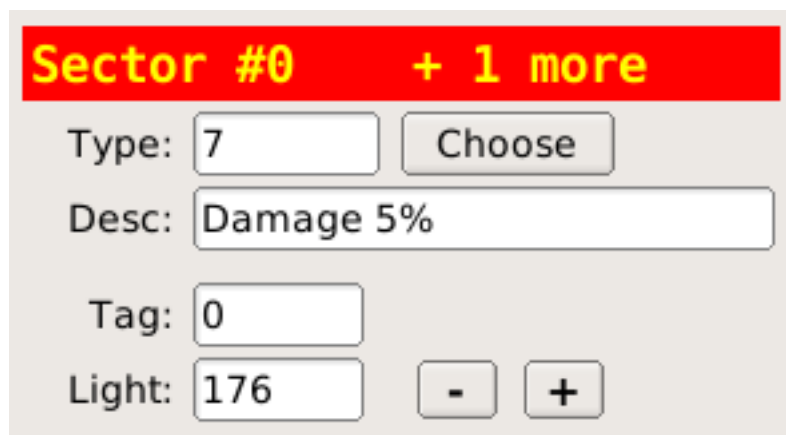 Sector #0 + 1 more
Type: 7 Choose
Desc: Damage 5%
Tag: 0
Light: 176 - +